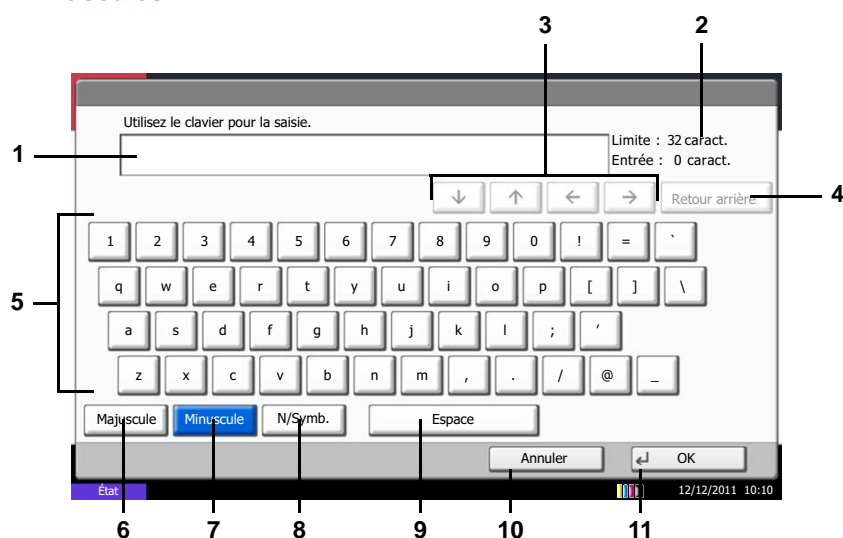 3 2
Utilisez le clavier pour la saisie.
Limite : 32 caract.
1
Entrée : 0 caract.
↓ ↑ ← → Retour arrière 4
1 2 3 4 5 6 7 8 9 0 ! = `
5
q w e r t y u i o p [ ] \
a s d f g h j k l ; ′
z x c v b n m , . / @ _
Majuscule Minuscule N/Symb. Espace
Annuler ↵ OK
État 12/12/2011 10:10
6 7 8 9 10 11